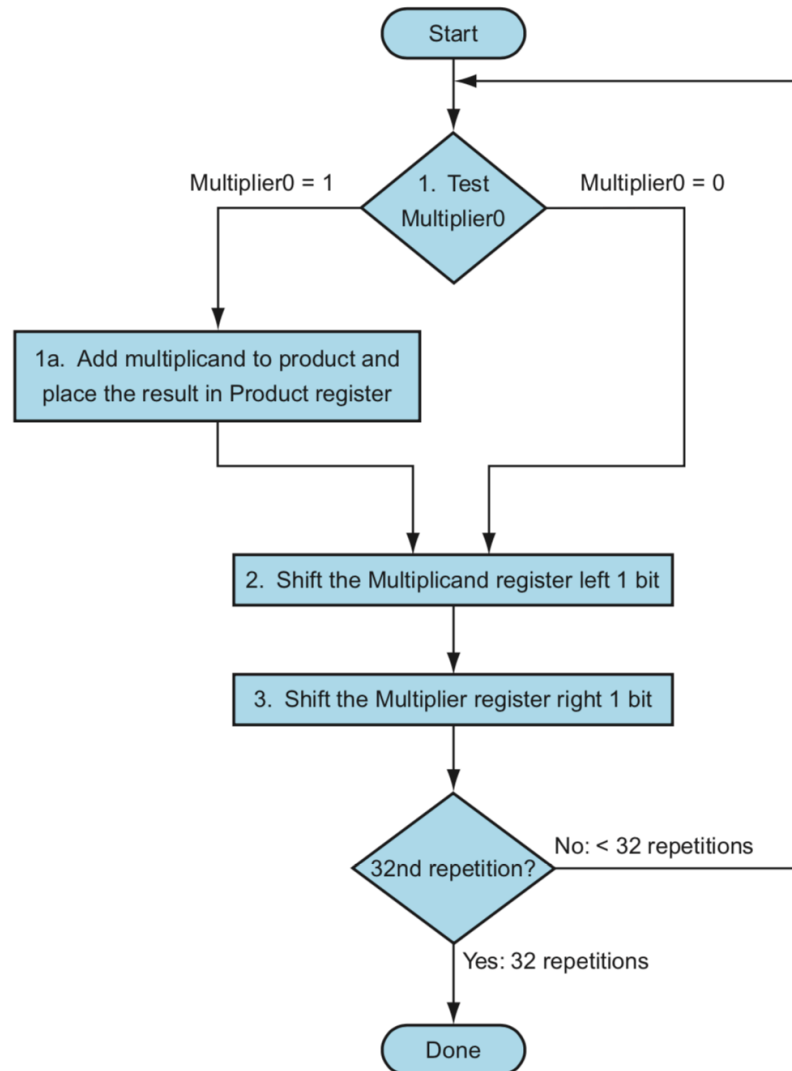 Start
Multiplier0 = 1
1. Test
Multiplier0
Multiplier0 = 0
1a. Add multiplicand to product and
place the result in Product register
2. Shift the Multiplicand register left 1 bit
3. Shift the Multiplier register right 1 bit
32nd repetition?
No: < 32 repetitions
Yes: 32 repetitions
Done